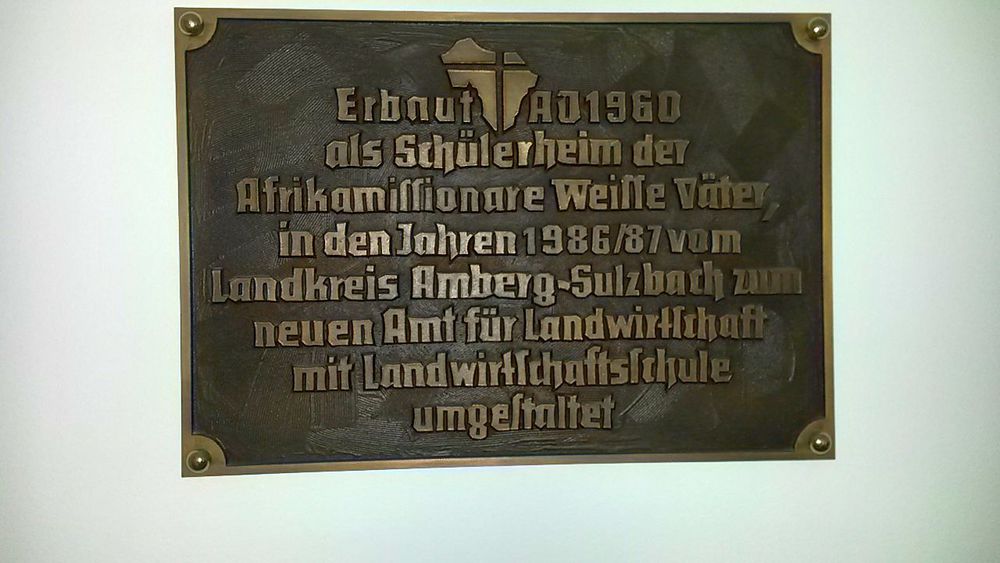 Erbaut AD 1960
als Schülerheim der
Afrikamissionare Weisse Väter,
in den Jahren 1986/87 vom
Landkreis Amberg-Sulzbach zum
neuen Amt für Landwirtschaft
mit Landwirtschaftsschule
umgestaltet